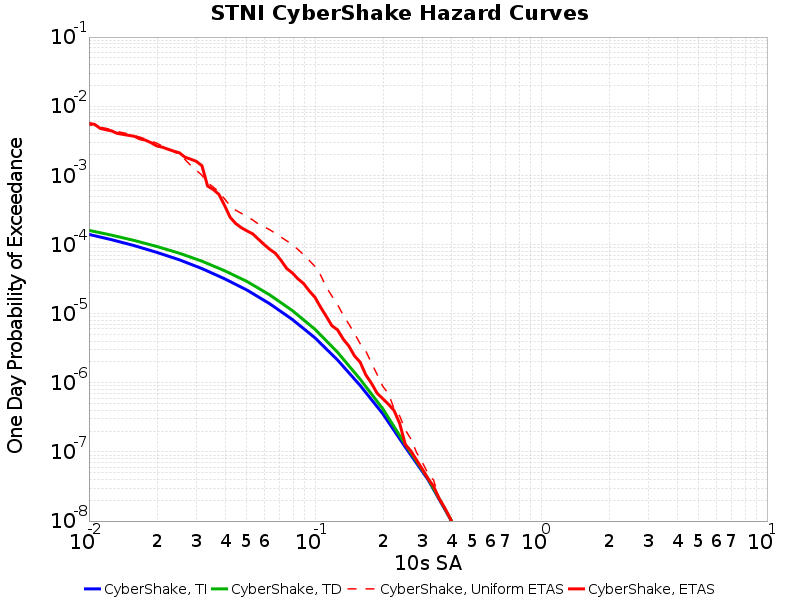 STNI CyberShake Hazard Curves
One Day Probability of Exceedance
10^-1
10^-2
10^-3
10^-4
10^-5
10^-6
10^-7
10^-8
10^-2 2 3 4 5 6 10^-1 2 3 4 5 6 7 10^0 2 3 4 5 6 7 10^1
10s SA
CyberShake, TI CyberShake, TD CyberShake, Uniform ETAS CyberShake, ETAS